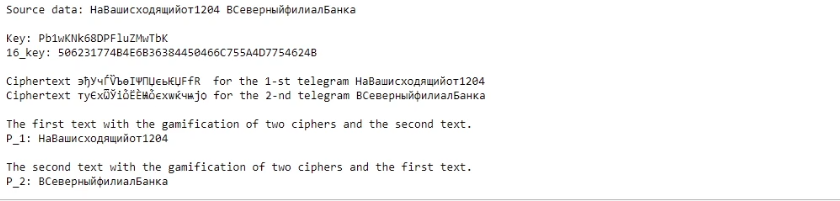 Source data: НаВашисходящийот1204 ВСеверныйфилиалБанка
Key: Pb1wKNk68DPFluZMwTbK
16_key: 506231774B4E6B36384450466C755A4D7754624B
Ciphertext эђУчЃѶЪѳІѰПЏєьѤЏFfR for the 1-st telegram НаВашисходящийот1204
Ciphertext туЄхѾЎіѽЁЀѨѽєхѡќчѩјѻ for the 2-nd telegram ВСеверныйфилиалБанка
The first text with the gamification of two ciphers and the second text.
P_1: НаВашисходящийот1204
The second text with the gamification of two ciphers and the first text.
P_2: ВСеверныйфилиалБанка